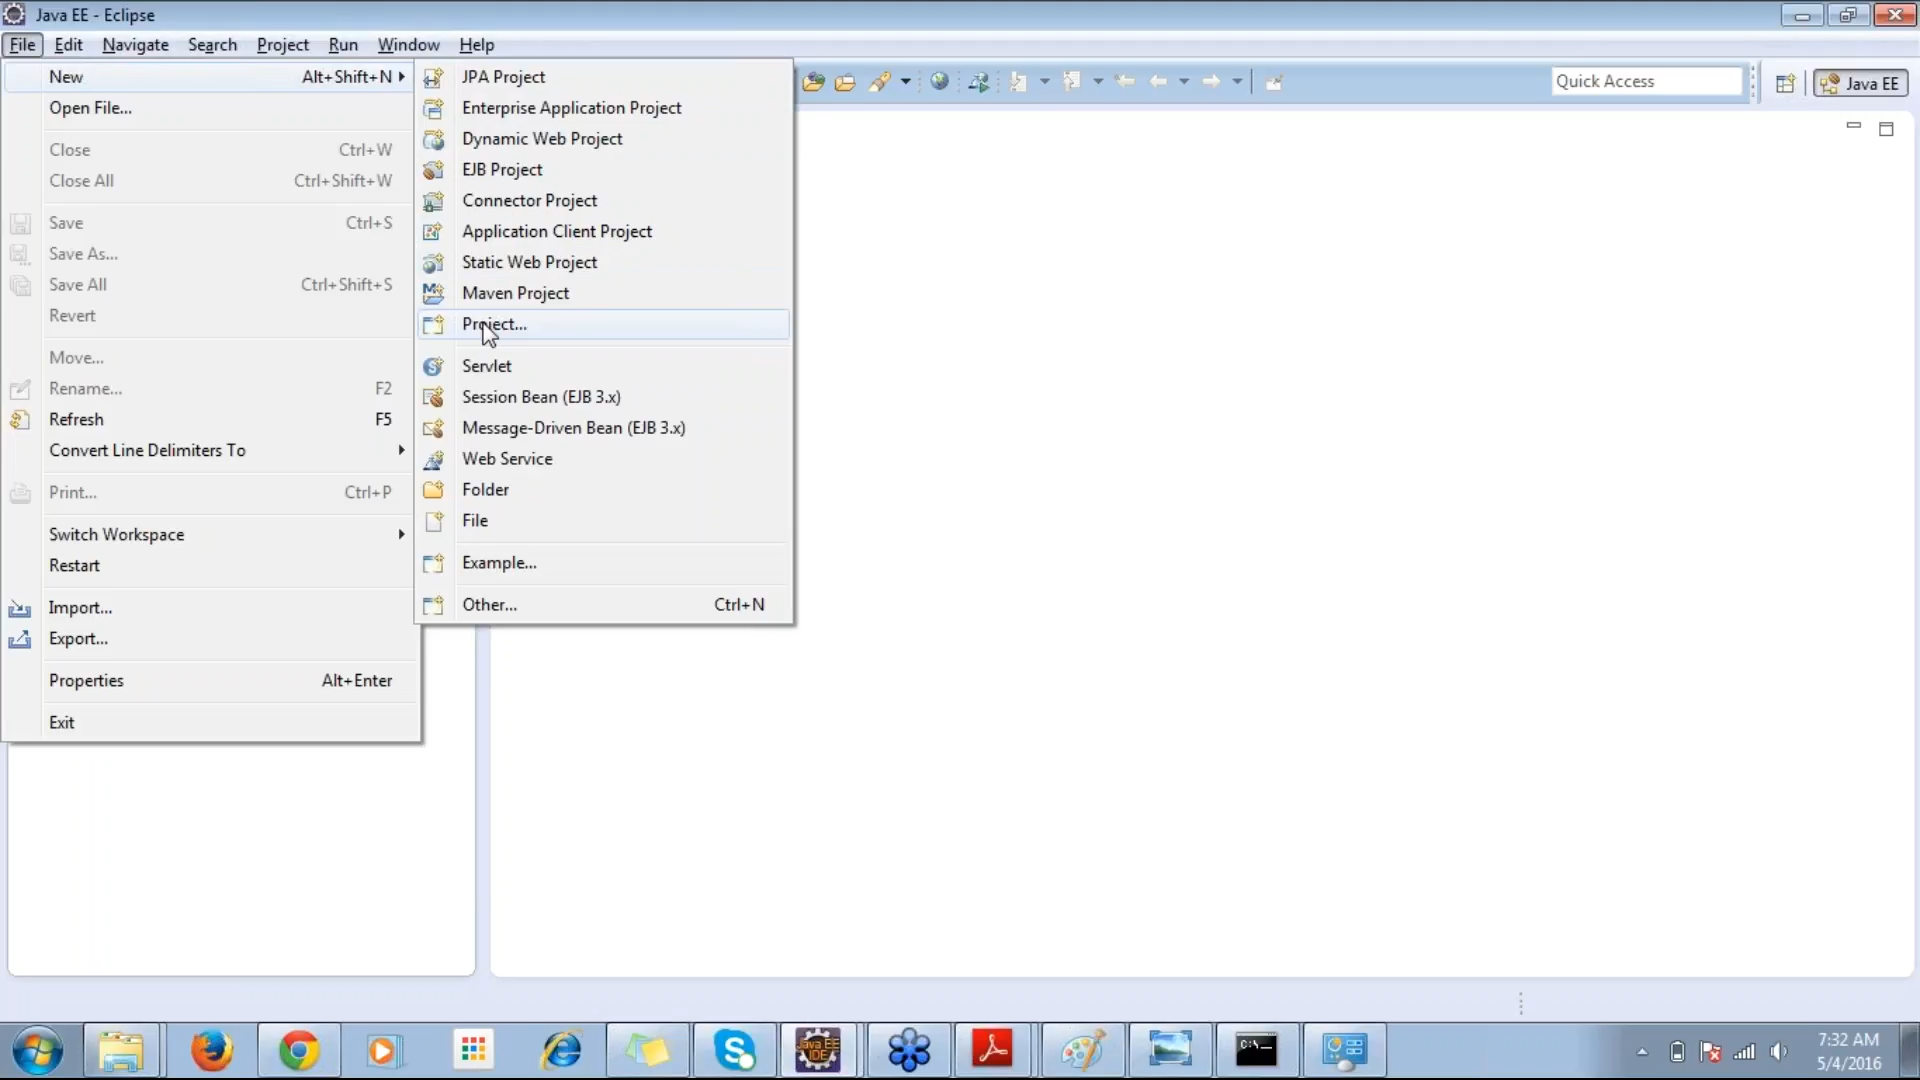 Java EE - Eclipse
File Edit Navigate Search Project Run Window Help
New Alt+Shift+N
Open File...
Close Ctrl+W
Close All Ctrl+Shift+W
Save Ctrl+S
Save As...
Save All Ctrl+Shift+S
Revert
Move...
Rename... F2
Refresh F5
Convert Line Delimiters To
Print... Ctrl+P
Switch Workspace
Restart
Import...
Export...
Properties Alt+Enter
Exit
JPA Project
Enterprise Application Project
Dynamic Web Project
EJB Project
Connector Project
Application Client Project
Static Web Project
Maven Project
Project...
Servlet
Session Bean (EJB 3.x)
Message-Driven Bean (EJB 3.x)
Web Service
Folder
File
Example...
Other... Ctrl+N
Quick Access
Java EE
Java EE
IDE
C:\_
7:32 AM
5/4/2016